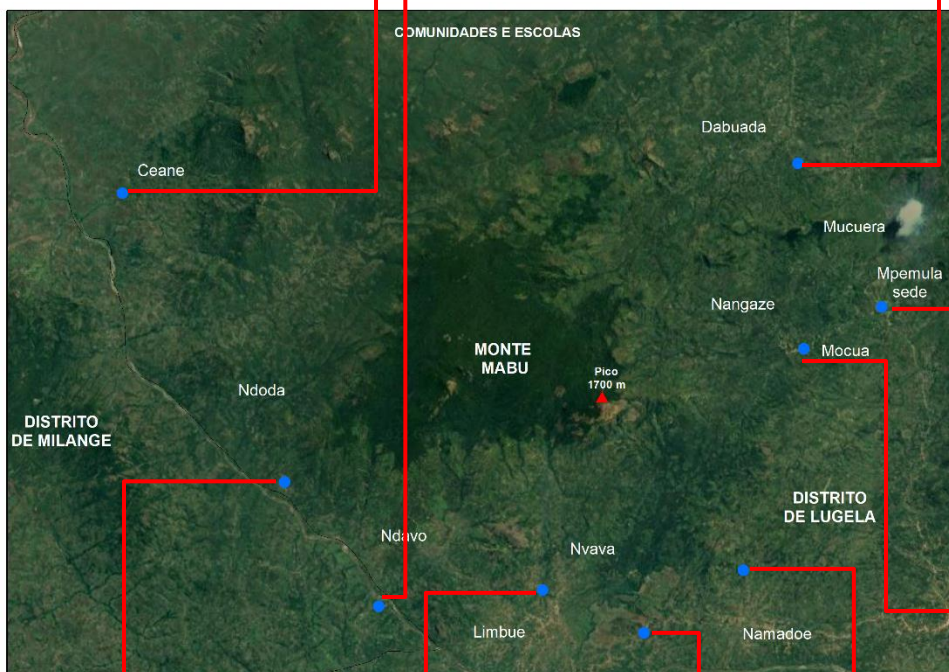 COMUNIDADES E ESCOLAS
Dabuada
Ceane
Mucuera
Mpemula
sede
Nangaze
MONTE
MABU
Mocua
Pico
1700 m
Ndoda
DISTRITO
DE MILANGE
DISTRITO
DE LUGELA
Ndavo
Nvava
Limbue
Namadoe